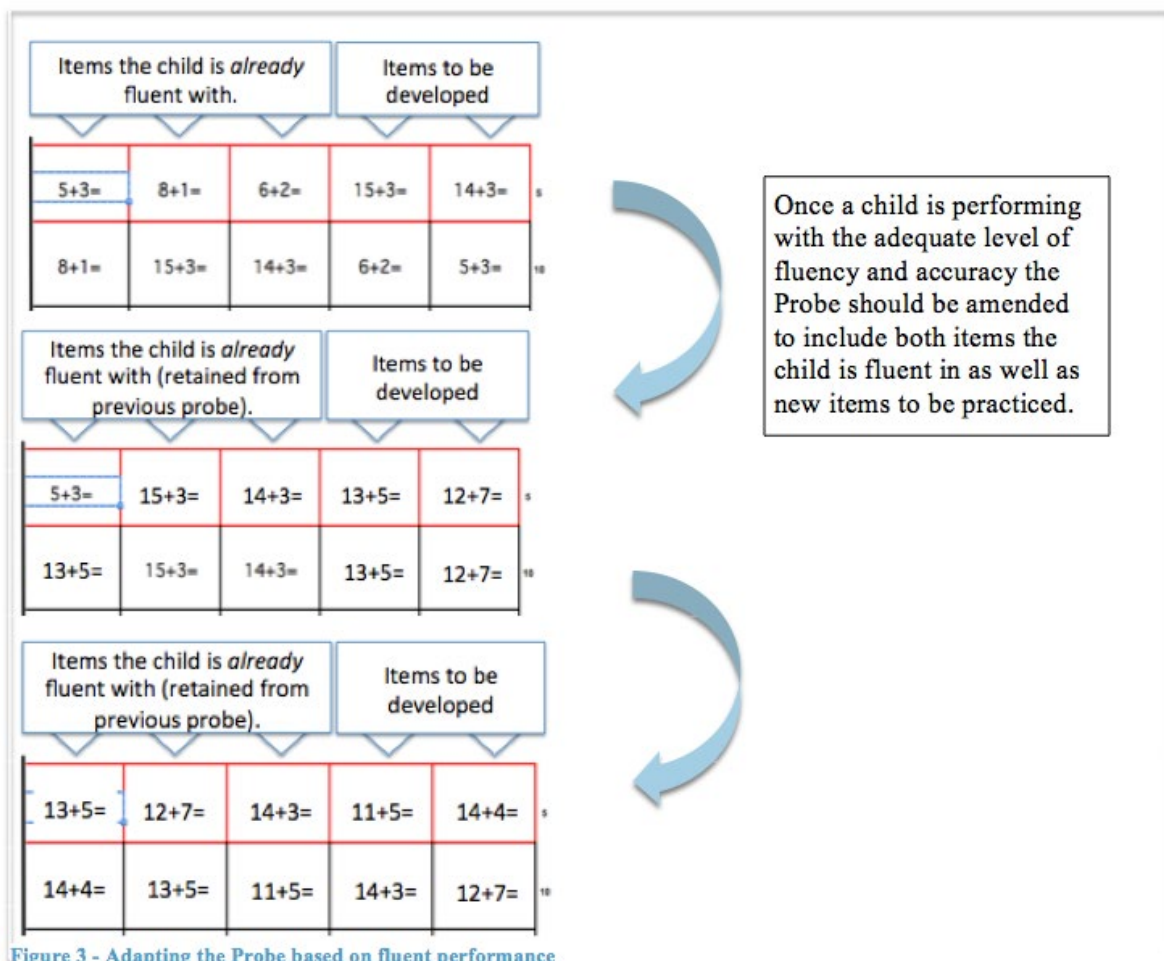 Items the child is already
fluent with.
Items to be
developed
5+3= 8+1= 6+2= 15+3= 14+3= 5
8+1= 15+3= 14+3= 6+2= 5+3= 10
Items the child is already
fluent with (retained from
previous probe).
Items to be
developed
5+3= 15+3= 14+3= 13+5= 12+7= 5
13+5= 15+3= 14+3= 13+5= 12+7= 10
Items the child is already
fluent with (retained from
previous probe).
Items to be
developed
13+5= 12+7= 14+3= 11+5= 14+4= 5
14+4= 13+5= 11+5= 14+3= 12+7= 10
Once a child is performing
with the adequate level of
fluency and accuracy the
Probe should be amended
to include both items the
child is fluent in as well as
new items to be practiced.
Figure 3 - Adapting the Probe based on fluent performance